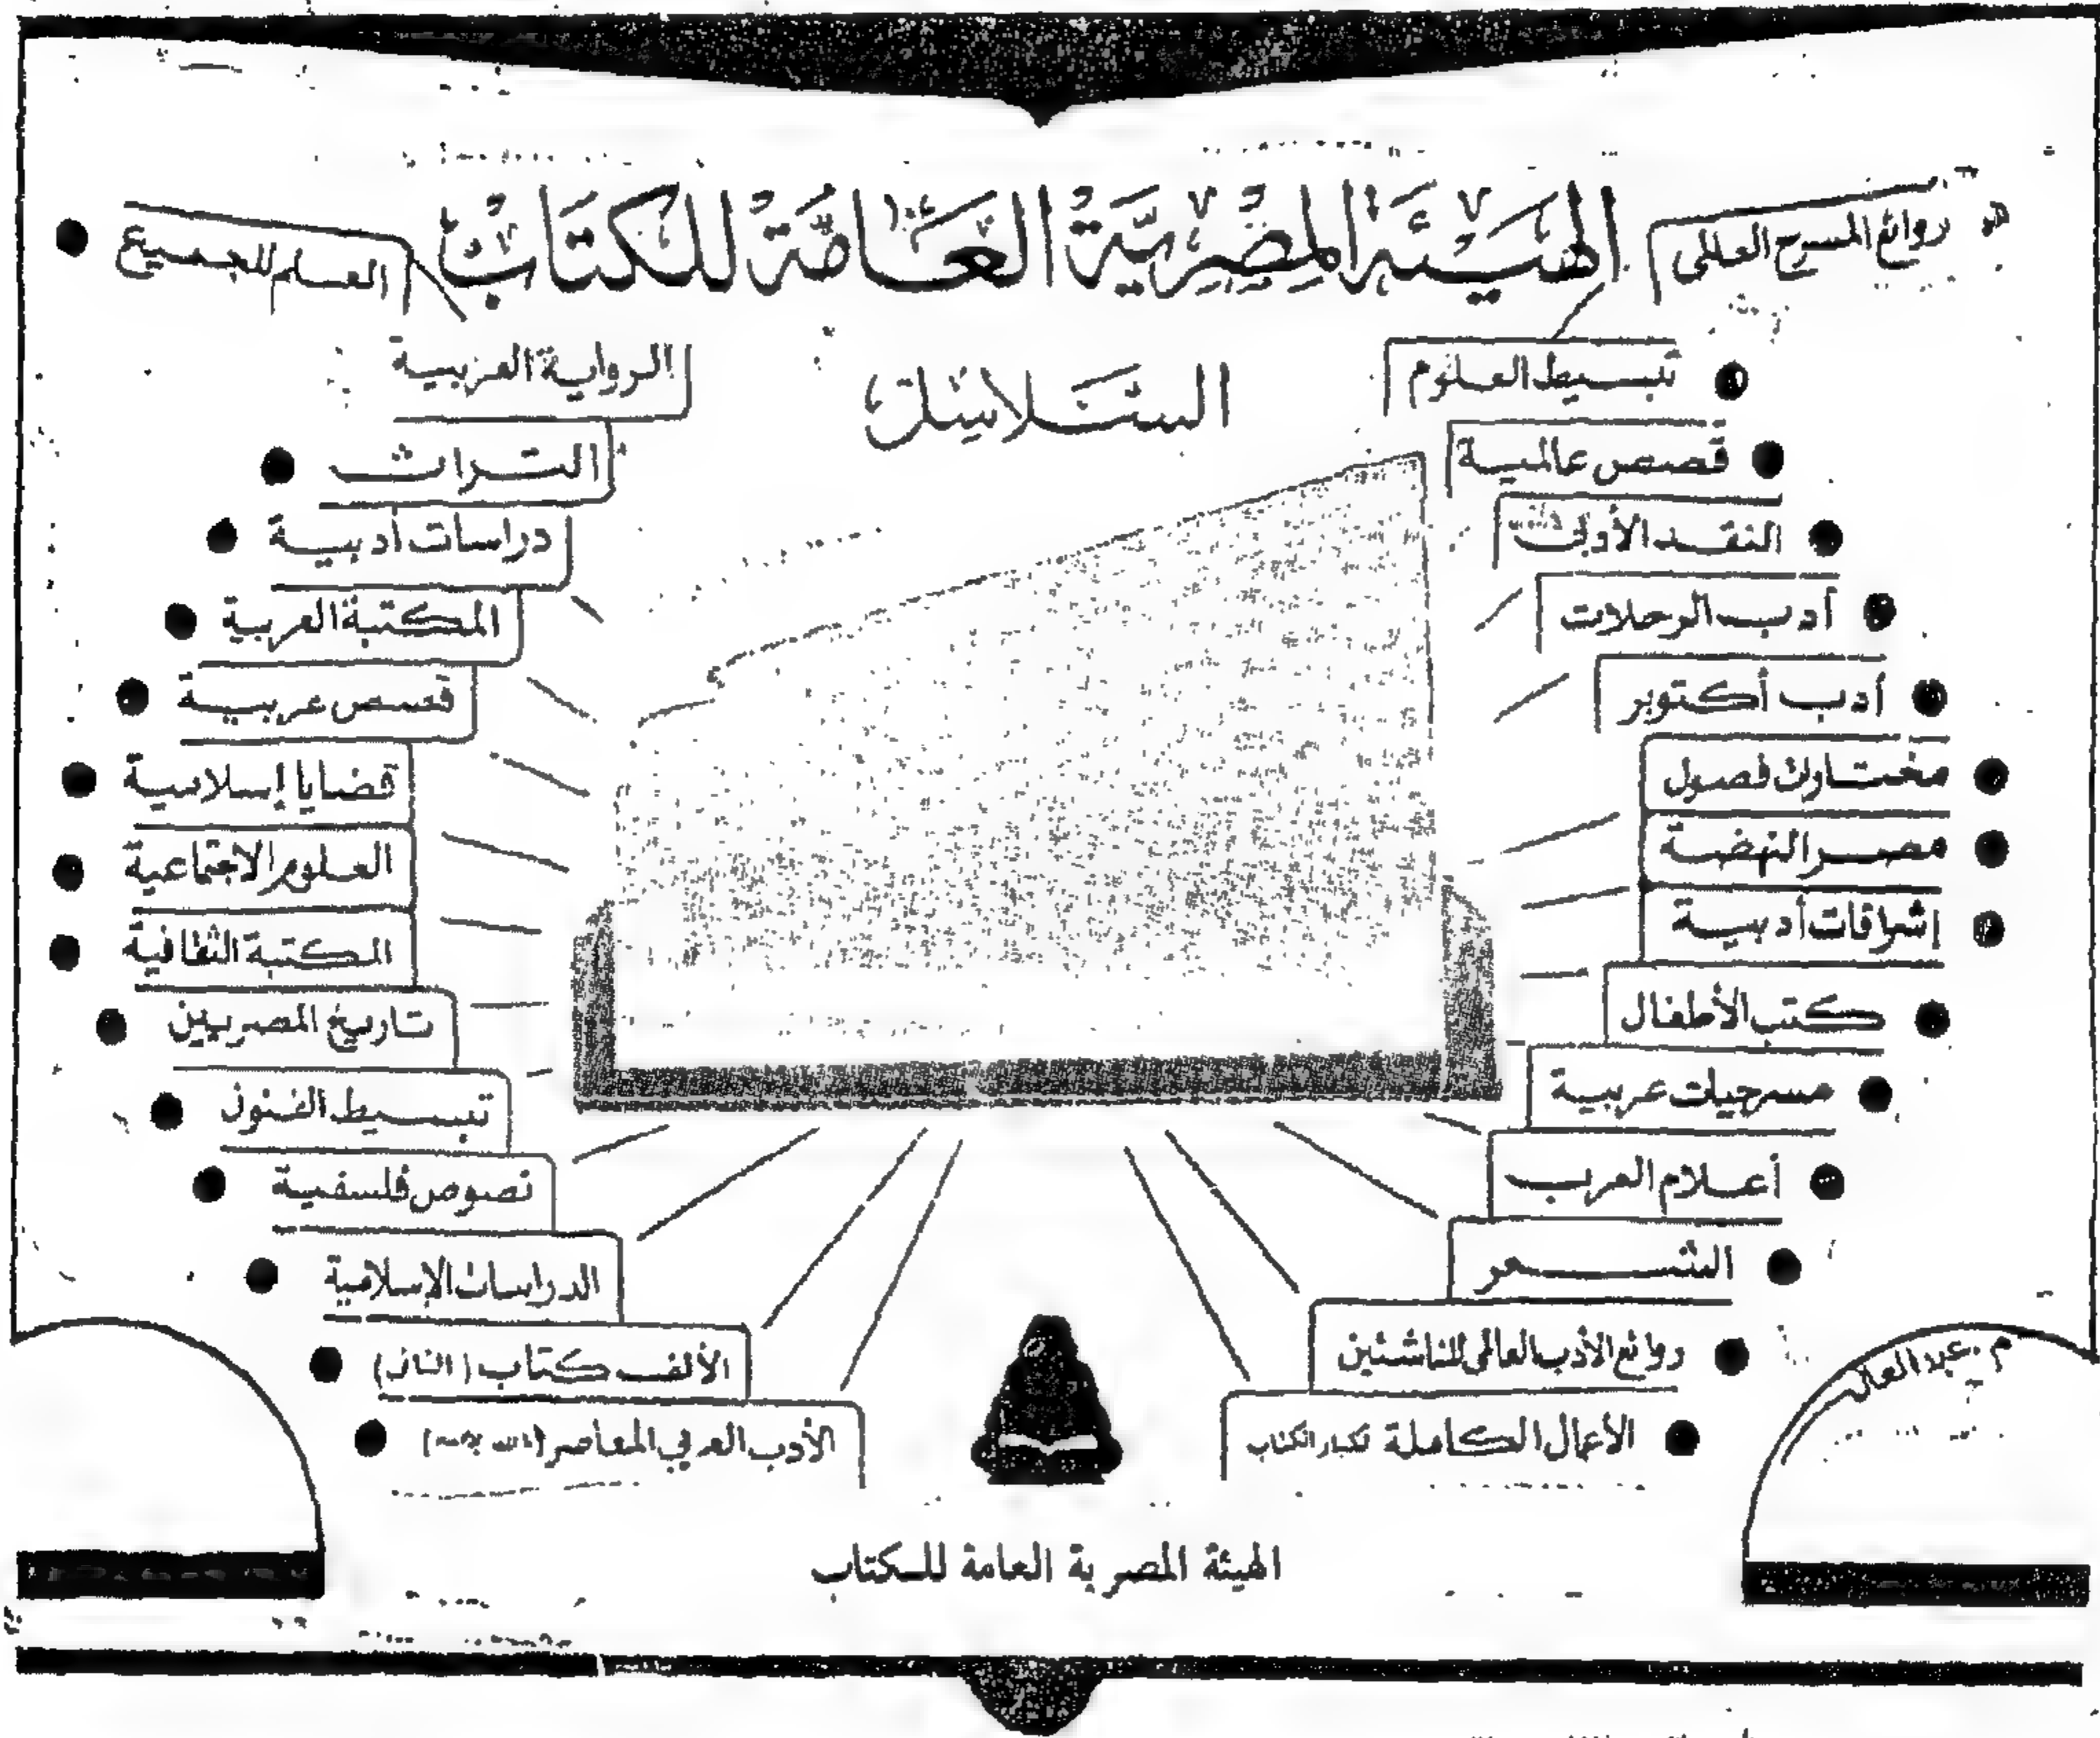 الهيئة المصرية العامة للكتاب
السلاسل
روائع المسرح العالمى
تبسيط العلوم
قصص عالمية
النقد الأدبى
أدب الرحلات
أدب أكتوبر
مختارات فصول
مصر النهضة
إشراقات أدبية
كتب الأطفال
مسرحيات عربية
أعلام العرب
الشعر
روائع الأدب العالمى للناشئين
الأعمال الكاملة لكبار الكتاب
العلم للجميع
الرواية العربية
التراث
دراسات أدبية
المكتبة العربية
قصص عربية
قضايا إسلامية
العلوم الاجتماعية
المكتبة الثقافية
تاريخ المصريين
تبسيط الفنون
نصوص فلسفية
الدراسات الإسلامية
الألف كتاب (الثانى)
الأدب العربي المعاصر
م. عبد العال
الهيئة المصرية العامة للكتاب